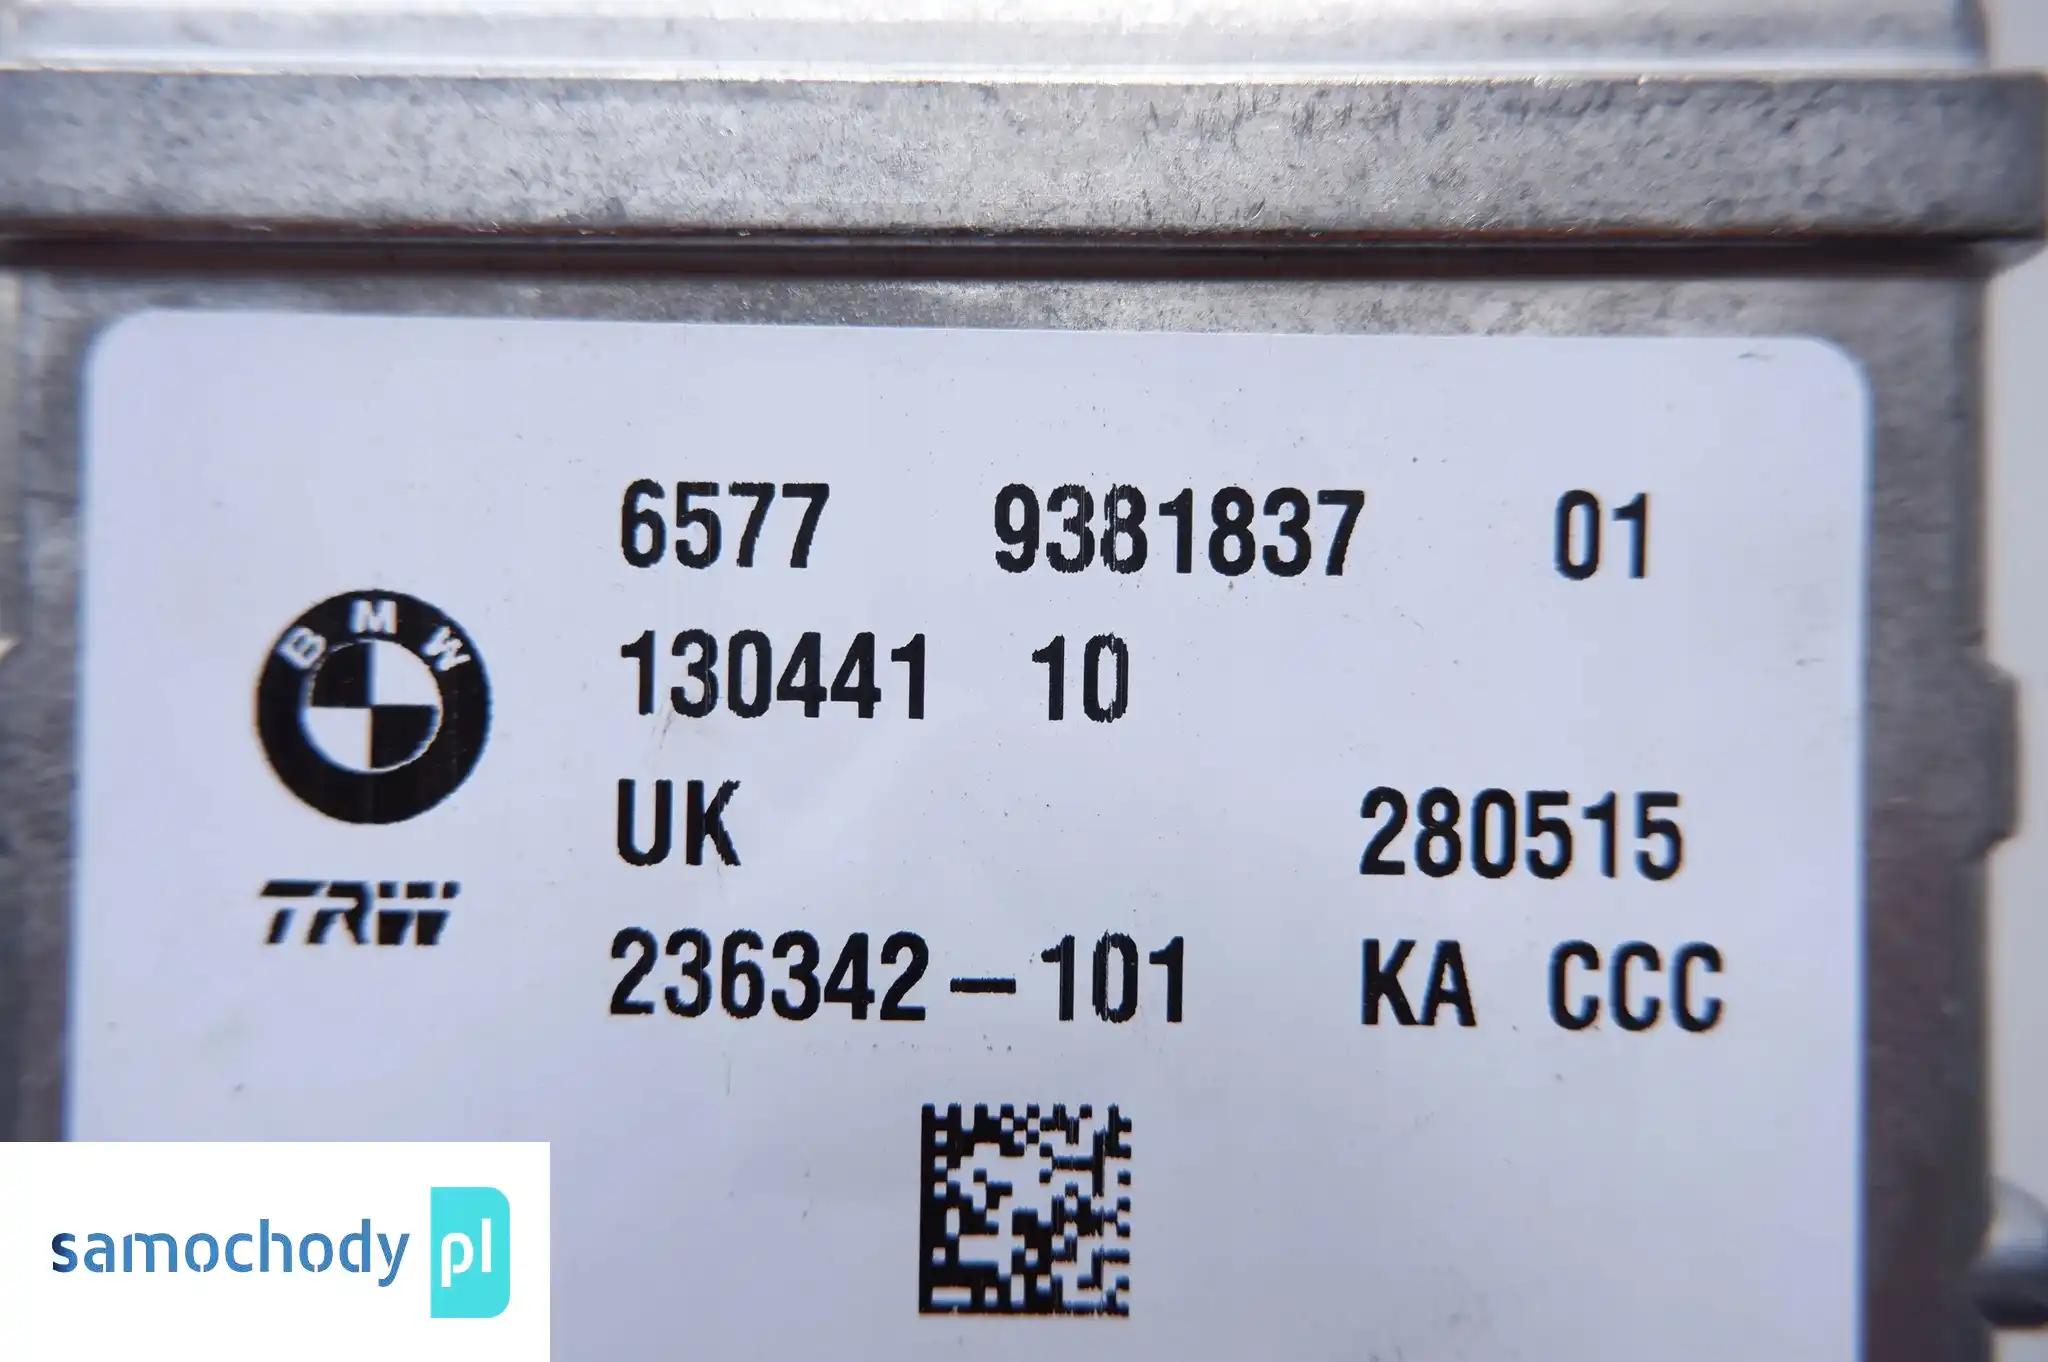 6577 9381837 01
BMW
130441 10
UK 280515
TRW
236342-101 KA CCC
samochody pl